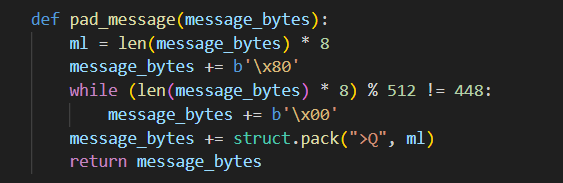 def pad_message(message_bytes):
    ml = len(message_bytes) * 8
    message_bytes += b'\x80'
    while (len(message_bytes) * 8) % 512 != 448:
        message_bytes += b'\x00'
    message_bytes += struct.pack(">Q", ml)
    return message_bytes